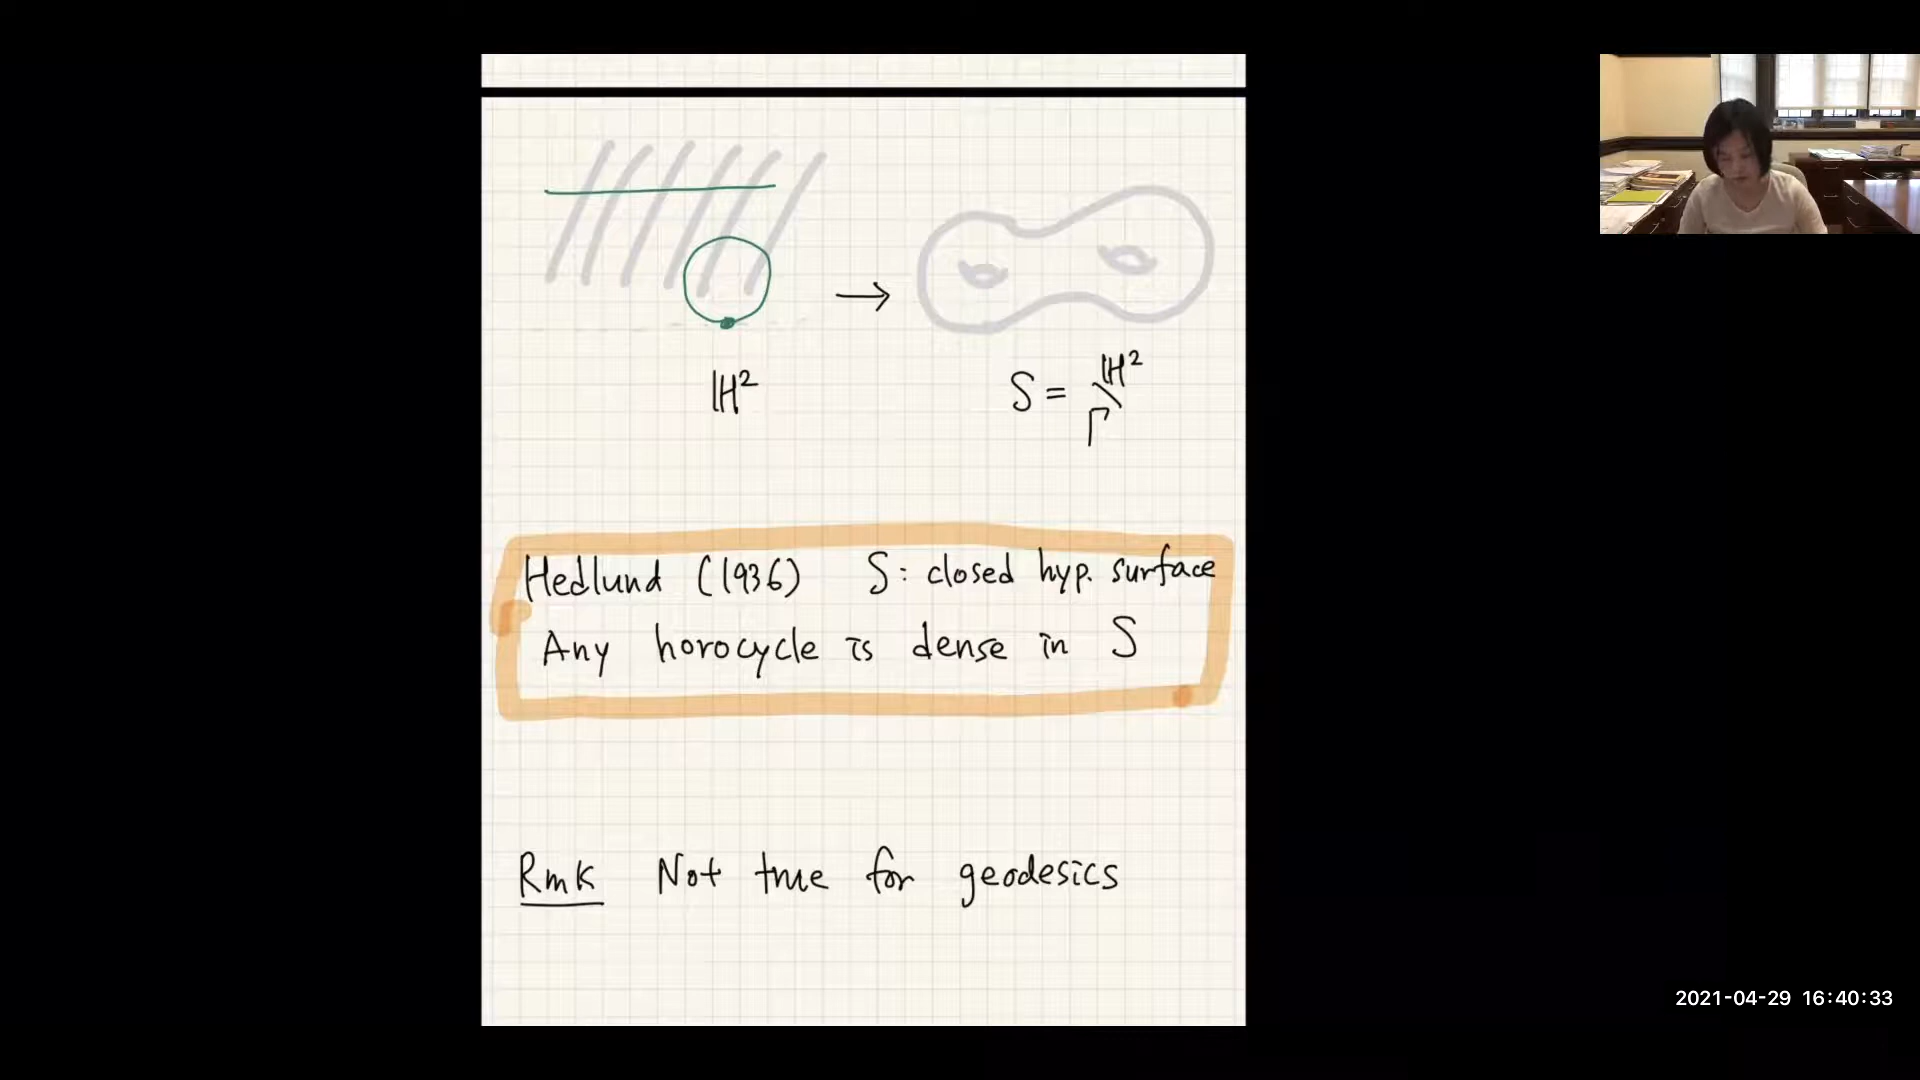 →
ℍ²
S = Γ\ℍ²
Hedlund (1936) S: closed hyp. surface
Any horocycle is dense in S
Rmk Not true for geodesics
2021-04-29 16:40:33